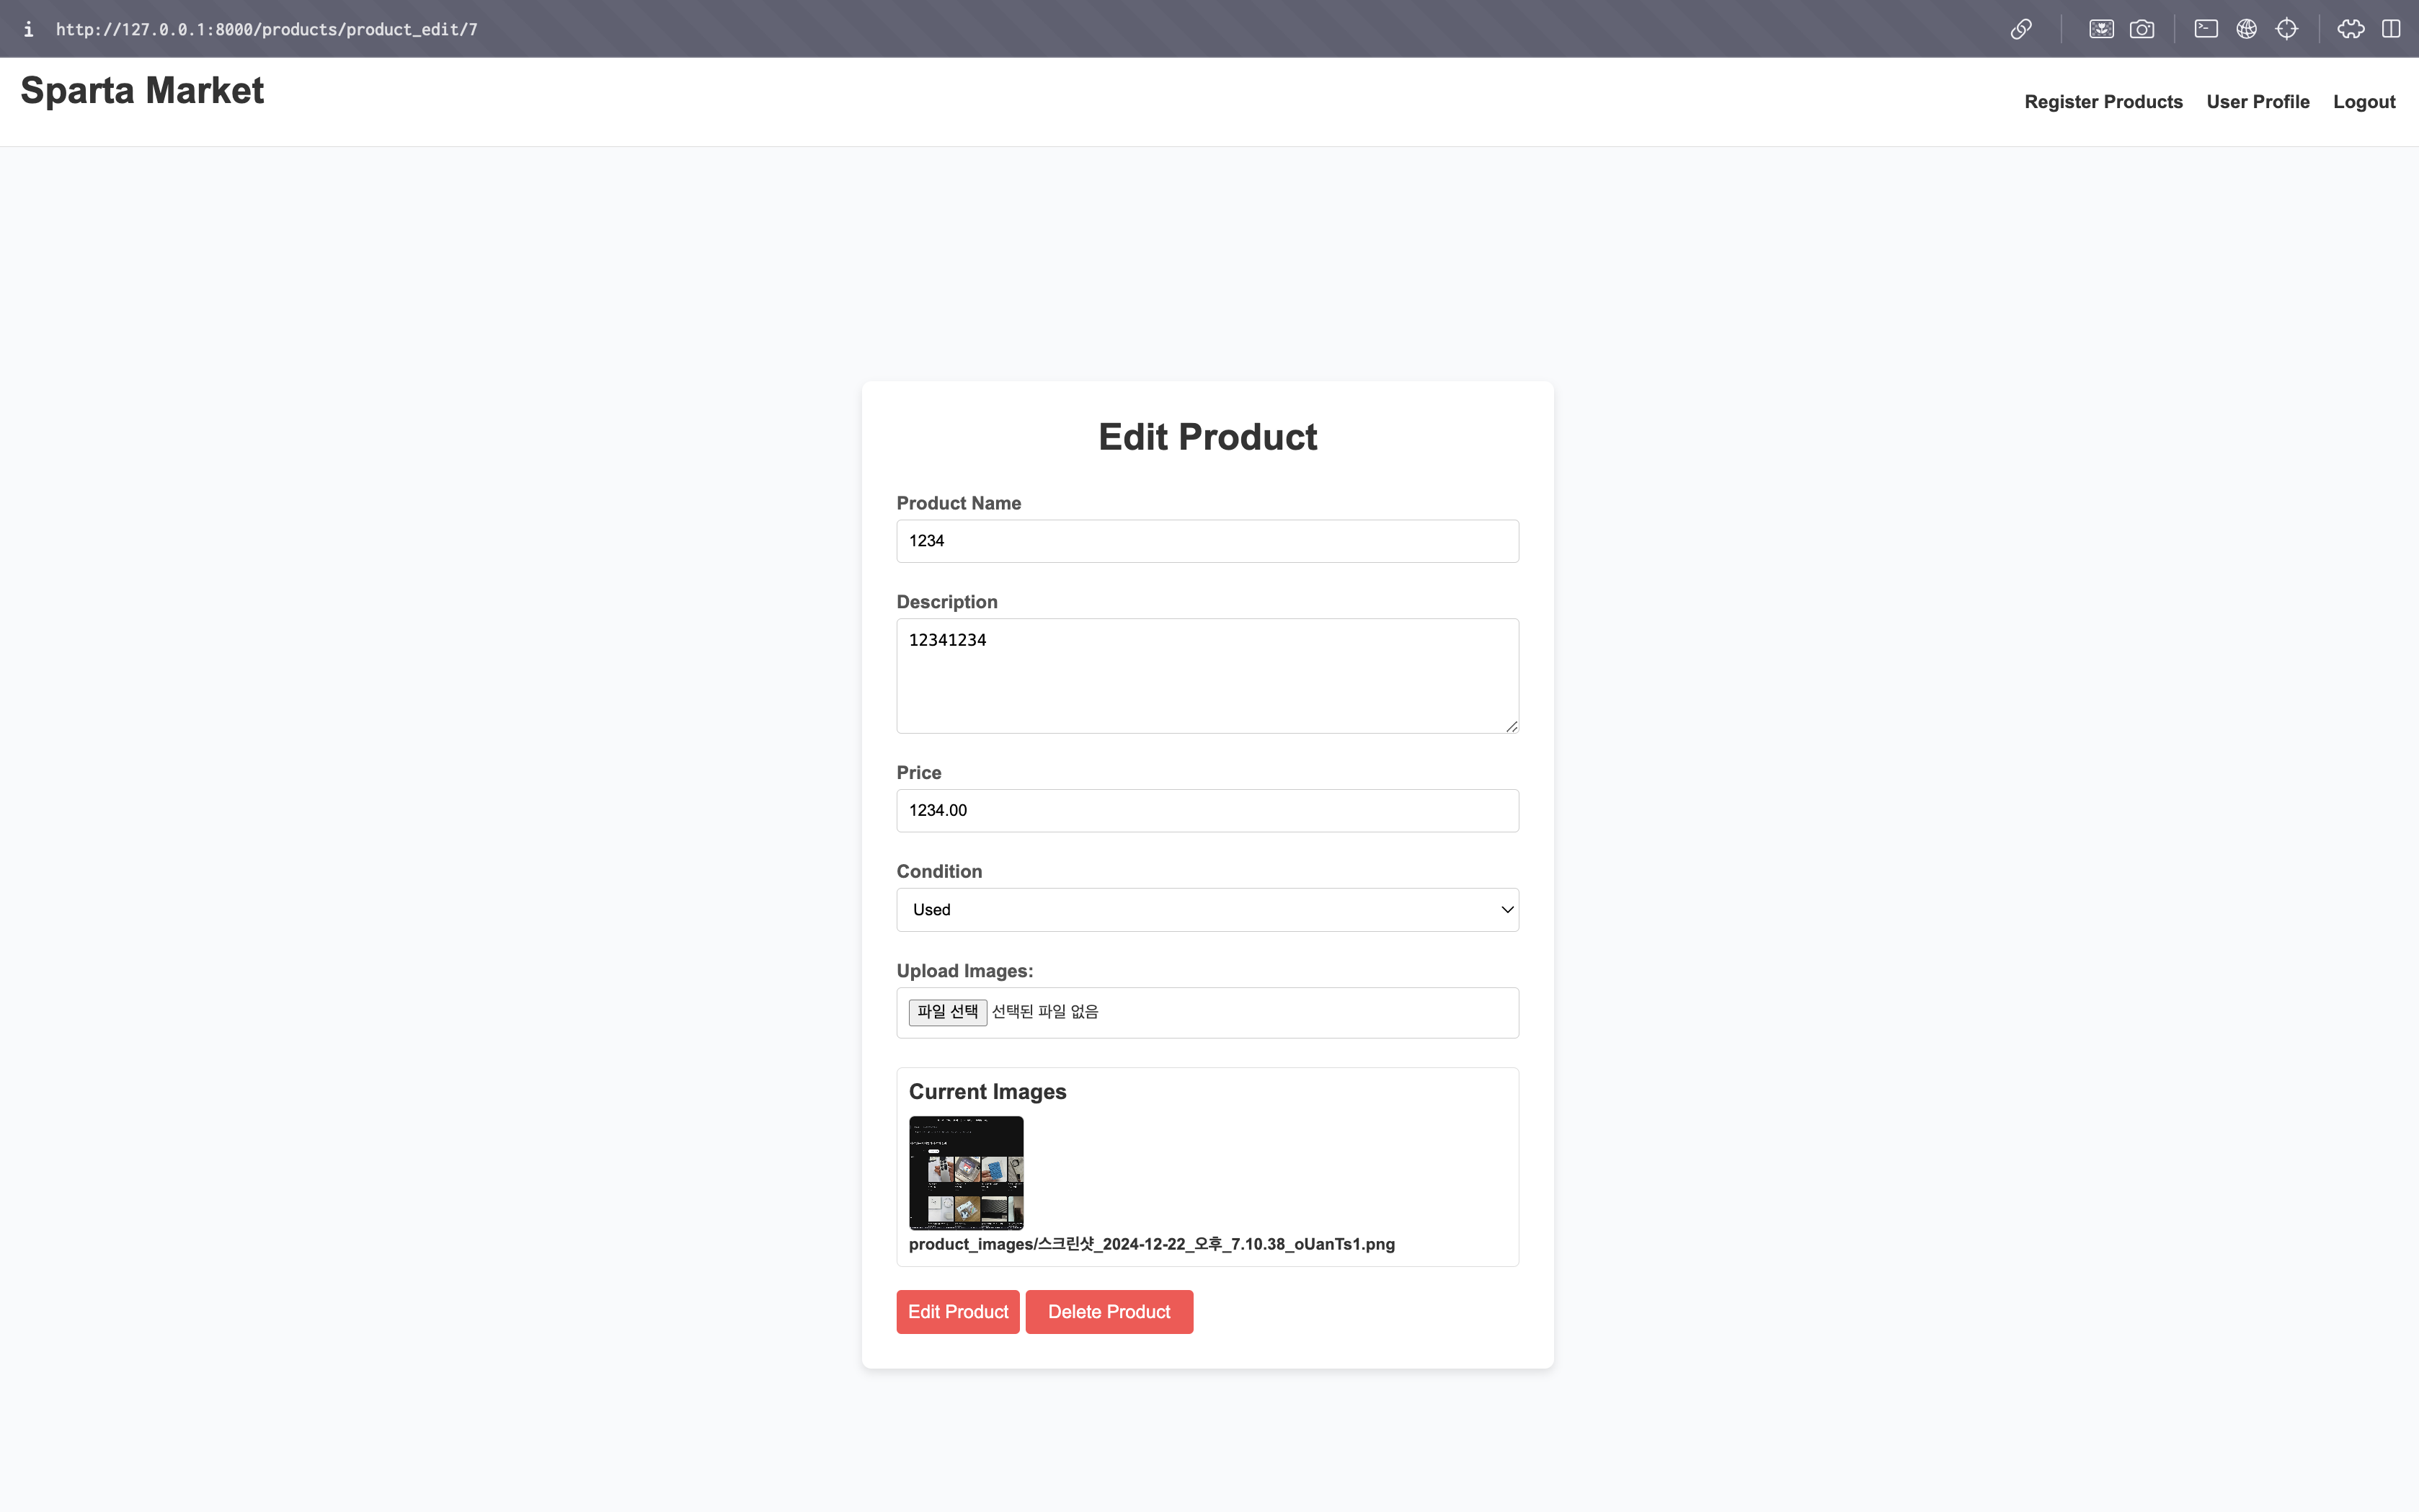 i http://127.0.0.1:8000/products/product_edit/7
Sparta Market
Register Products User Profile Logout
Edit Product
Product Name
1234
Description
12341234
Price
1234.00
Condition
Used
Upload Images:
파일 선택 선택된 파일 없음
Current Images
product_images/스크린샷_2024-12-22_오후_7.10.38_oUanTs1.png
Edit Product Delete Product